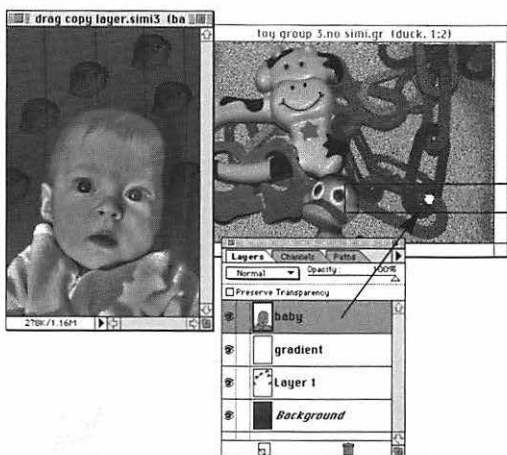 drag copy layer.simi3 (ba
toy group 3.no simi.gr (duck, 1:2)
Layers Channels Paths
Normal Opacity: 100%
Preserve Transparency
baby
gradient
Layer 1
Background
278K/1.16M